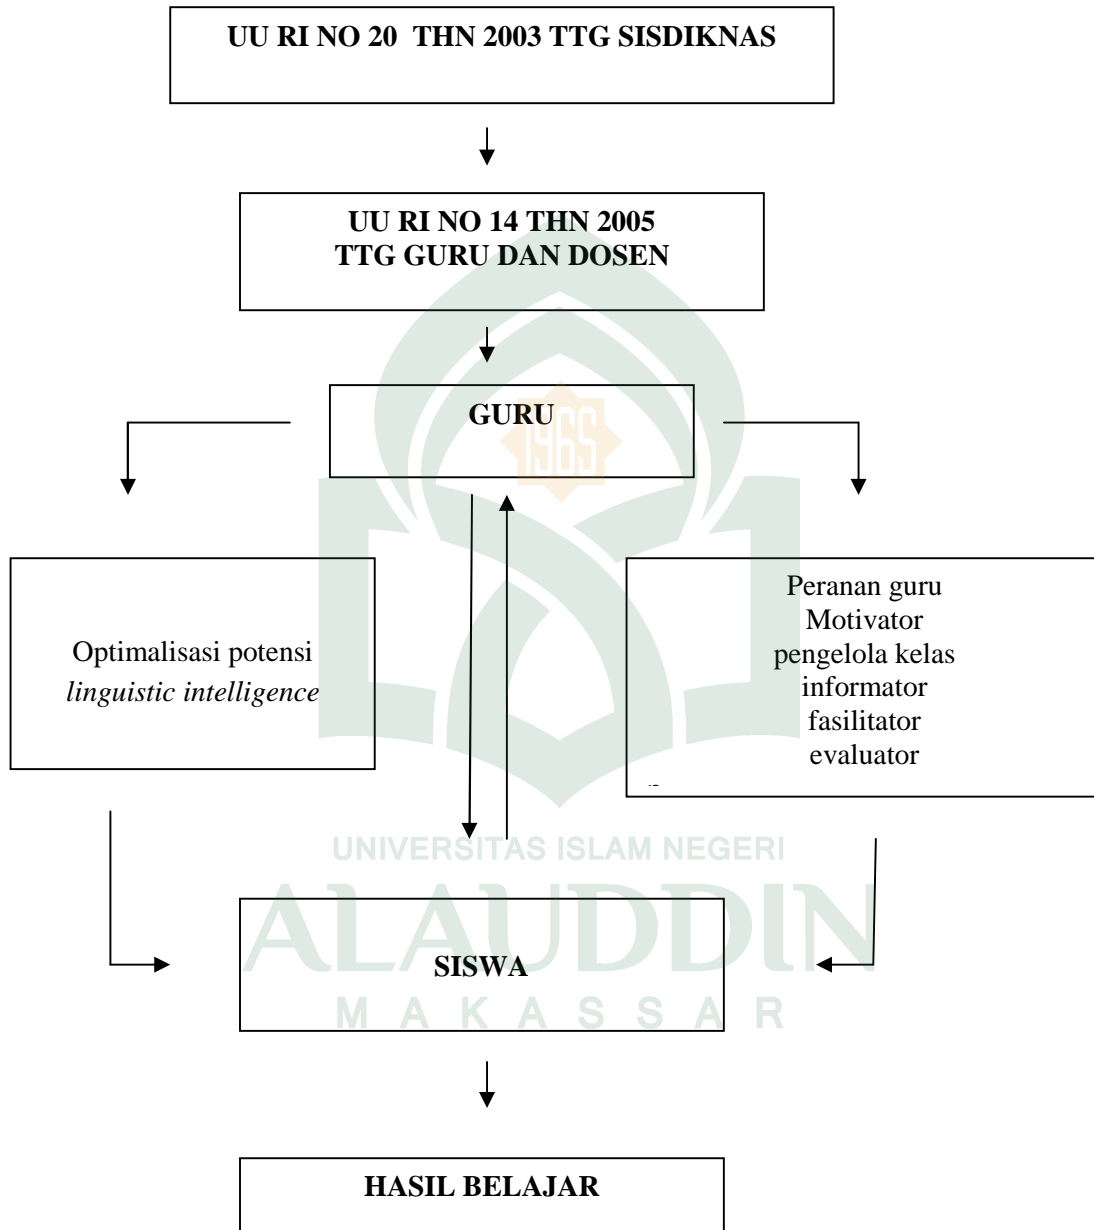 UU RI NO 20 THN 2003 TTG SISDIKNAS
UU RI NO 14 THN 2005
TTG GURU DAN DOSEN
GURU
1965
Optimalisasi potensi
linguistic intelligence
Peranan guru
Motivator
pengelola kelas
informator
fasilitator
evaluator
UNIVERSITAS ISLAM NEGERI
ALAUDDIN
MAKASSAR
SISWA
HASIL BELAJAR